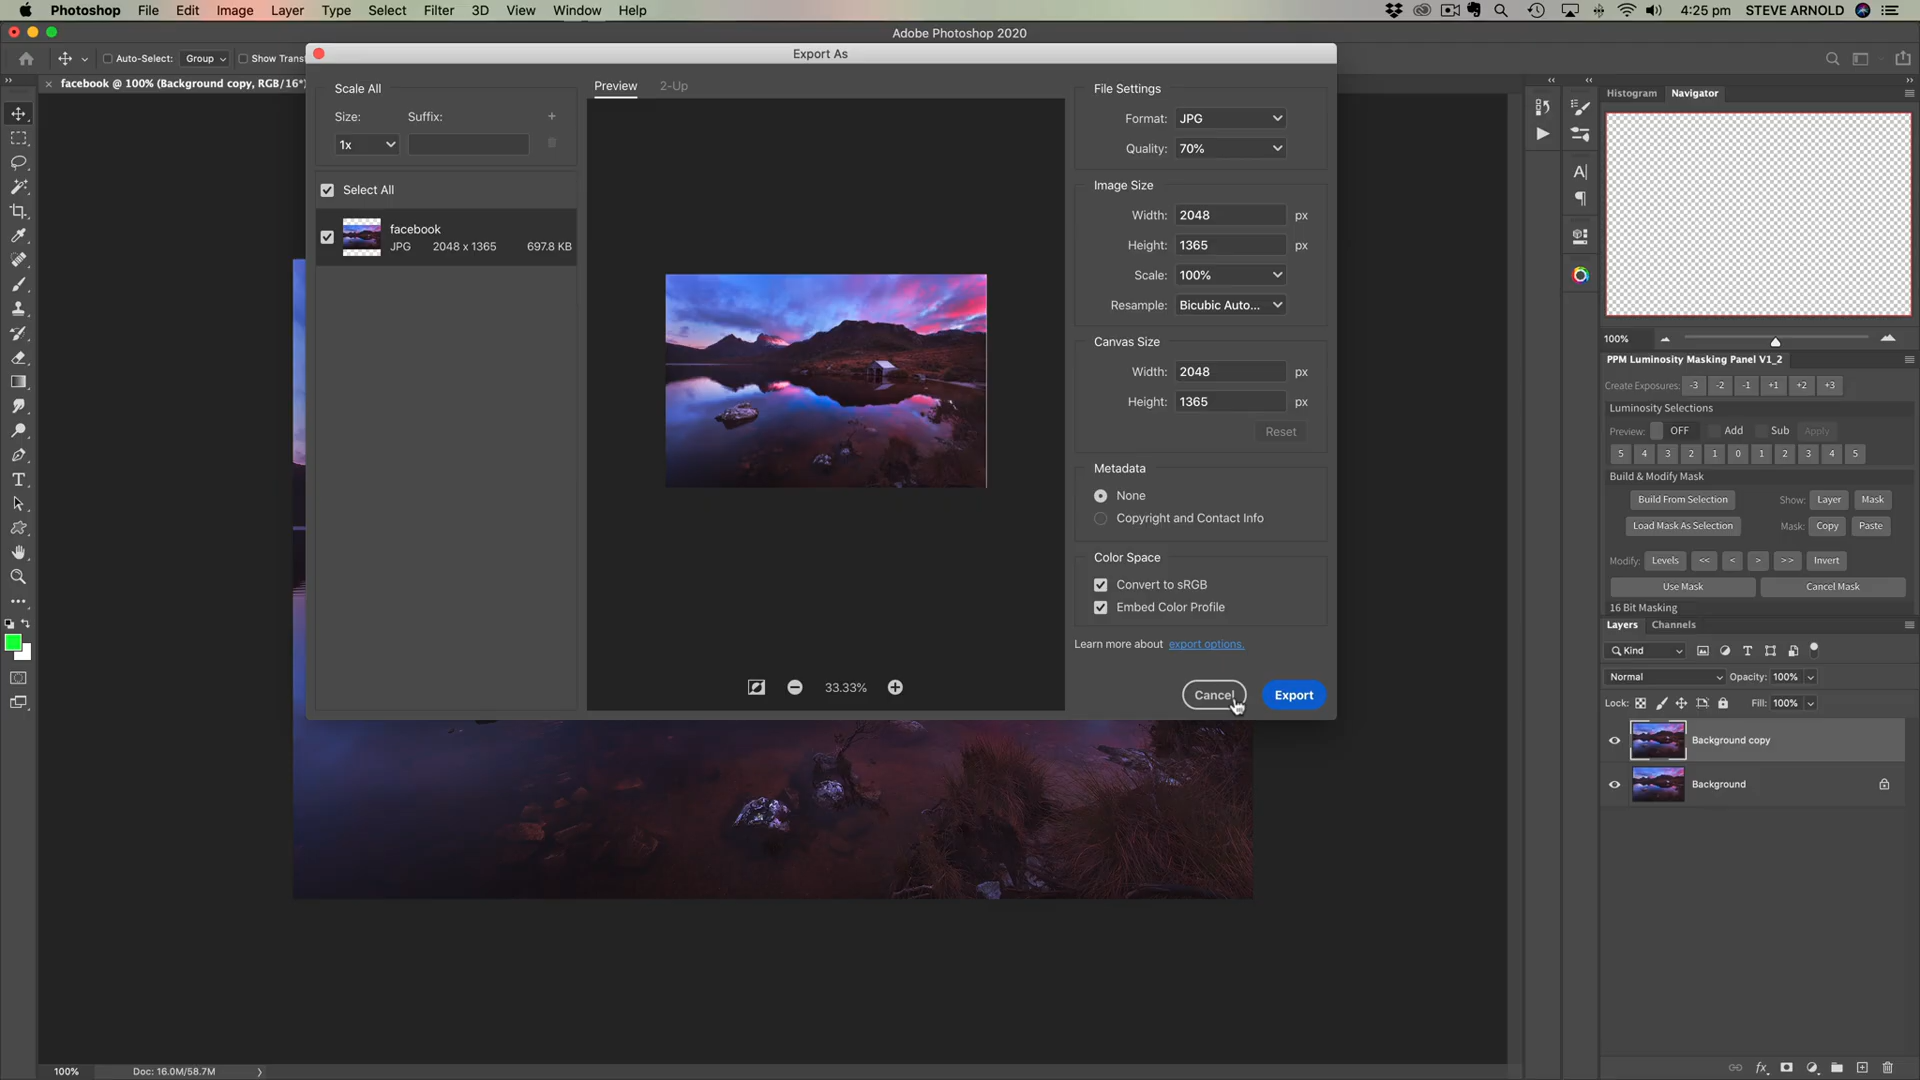 Photoshop File Edit Image Layer Type Select Filter 3D View Window Help 4:25 pm STEVE ARNOLD
Adobe Photoshop 2020
Auto-Select: Group Show Trans
facebook @ 100% (Background copy, RGB/16*)
Export As
Scale All
Size: Suffix:
1x
Select All
facebook
JPG 2048 x 1365 697.8 KB
Preview 2-Up
33.33%
File Settings
Format: JPG
Quality: 70%
Image Size
Width: 2048 px
Height: 1365 px
Scale: 100%
Resample: Bicubic Auto...
Canvas Size
Width: 2048 px
Height: 1365 px
Reset
Metadata
None
Copyright and Contact Info
Color Space
Convert to sRGB
Embed Color Profile
Learn more about export options.
Cancel Export
Histogram Navigator
100%
PPM Luminosity Masking Panel V1_2
Create Exposures: -3 -2 -1 +1 +2 +3
Luminosity Selections
Preview: OFF Add Sub Apply
5 4 3 2 1 0 1 2 3 4 5
Build & Modify Mask
Build From Selection Show: Layer Mask
Load Mask As Selection Mask: Copy Paste
Modify: Levels << < > >> Invert
Use Mask Cancel Mask
16 Bit Masking
Layers Channels
Kind
Normal Opacity: 100%
Lock: Fill: 100%
Background copy
Background
100% Doc: 16.0M/58.7M